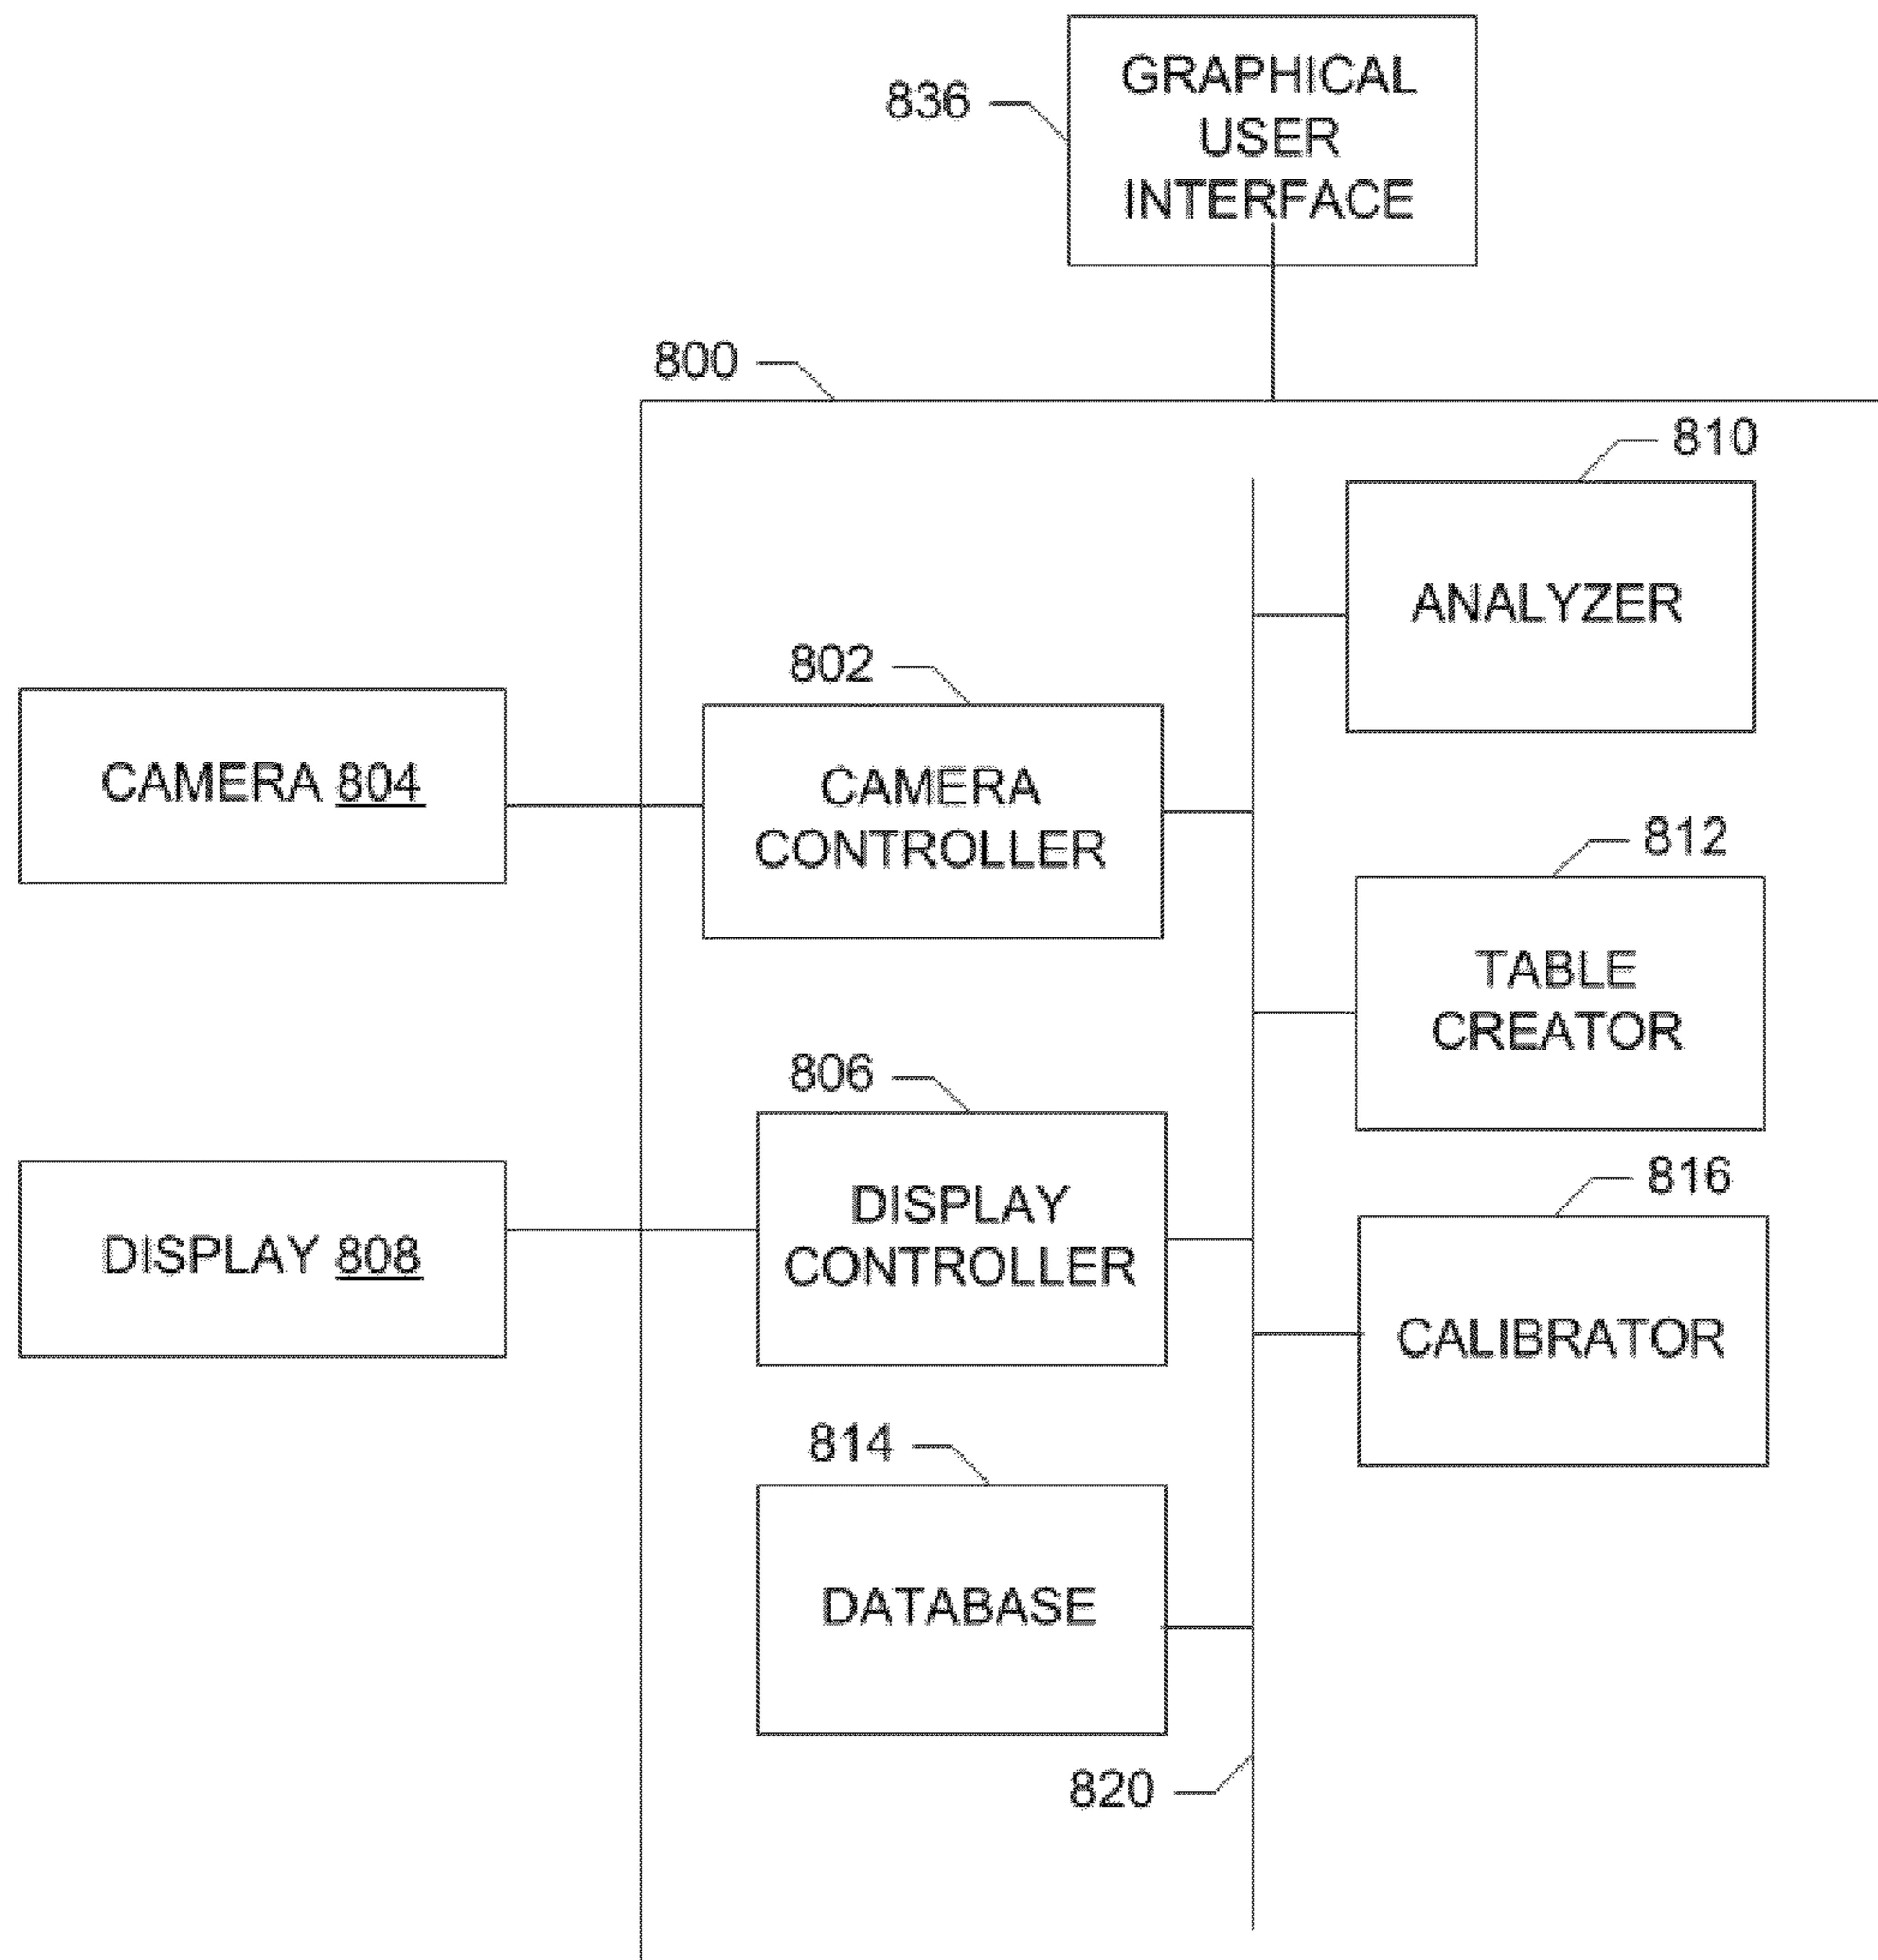 GRAPHICAL
USER
INTERFACE
836
800
810
ANALYZER
802
CAMERA 804
CAMERA
CONTROLLER
812
TABLE
CREATOR
806
DISPLAY 808
DISPLAY
CONTROLLER
816
CALIBRATOR
814
DATABASE
820